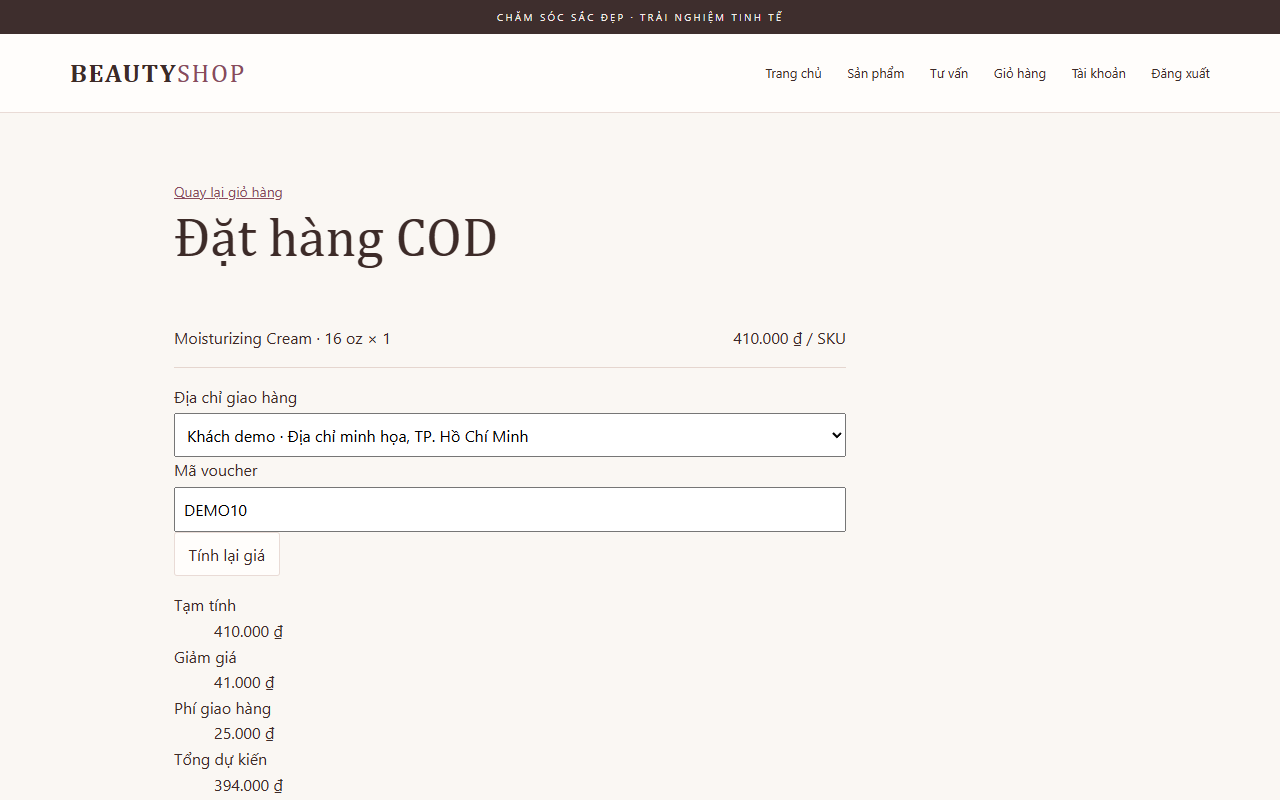 CHĂM SÓC SẮC ĐẸP · TRẢI NGHIỆM TINH TẾ
BEAUTYSHOP
Trang chủ Sản phẩm Tư vấn Giỏ hàng Tài khoản Đăng xuất
Quay lại giỏ hàng
Đặt hàng COD
Moisturizing Cream · 16 oz × 1 410.000 ₫ / SKU
Địa chỉ giao hàng
Khách demo · Địa chỉ minh họa, TP. Hồ Chí Minh
Mã voucher
DEMO10
Tính lại giá
Tạm tính
410.000 ₫
Giảm giá
41.000 ₫
Phí giao hàng
25.000 ₫
Tổng dự kiến
394.000 ₫